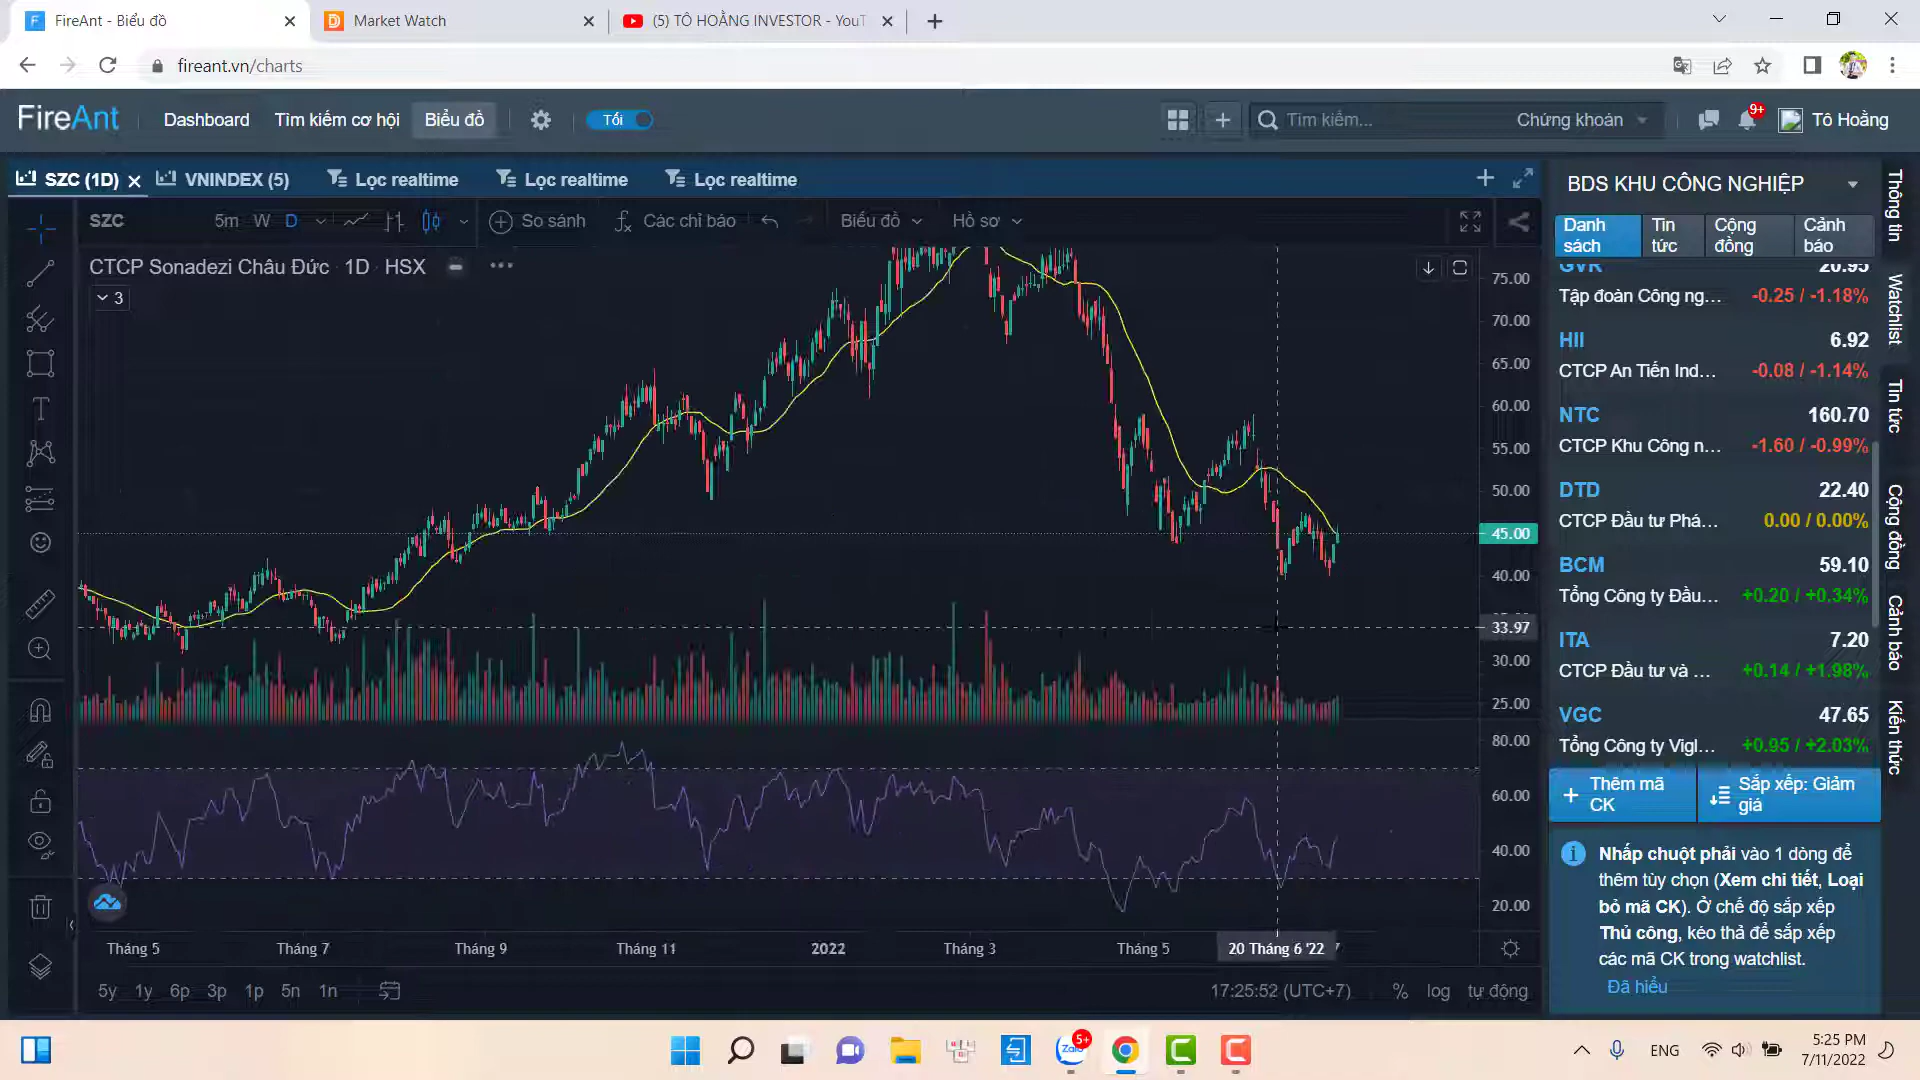 FireAnt - Biểu đồ
Market Watch
(5) TÔ HOẰNG INVESTOR - YouT
fireant.vn/charts
FireAnt
Dashboard
Tìm kiếm cơ hội
Biểu đồ
Tối
Tìm kiếm...
Chứng khoán
9+
Tô Hoằng
SZC (1D)
VNINDEX (5)
Lọc realtime
Lọc realtime
Lọc realtime
SZC
5m W D
So sánh
Các chỉ báo
Biểu đồ
Hồ sơ
CTCP Sonadezi Châu Đức 1D HSX
3
75.00
70.00
65.00
60.00
55.00
50.00
45.00
40.00
33.97
30.00
25.00
80.00
60.00
40.00
20.00
Tháng 5
Tháng 7
Tháng 9
Tháng 11
2022
Tháng 3
Tháng 5
20 Tháng 6 '22
5y 1y 6p 3p 1p 5n 1n
17:25:52 (UTC+7)
%
log
tự động
BDS KHU CÔNG NGHIỆP
Danh sách
Tin tức
Cộng đồng
Cảnh báo
GVR 20.95
Tập đoàn Công ng... -0.25 / -1.18%
HII 6.92
CTCP An Tiến Ind... -0.08 / -1.14%
NTC 160.70
CTCP Khu Công n... -1.60 / -0.99%
DTD 22.40
CTCP Đầu tư Phá... 0.00 / 0.00%
BCM 59.10
Tổng Công ty Đầu... +0.20 / +0.34%
ITA 7.20
CTCP Đầu tư và ... +0.14 / +1.98%
VGC 47.65
Tổng Công ty Vigl... +0.95 / +2.03%
Thêm mã CK
Sắp xếp: Giảm giá
Nhấp chuột phải vào 1 dòng để
thêm tùy chọn (Xem chi tiết, Loại
bỏ mã CK). Ở chế độ sắp xếp
Thủ công, kéo thả để sắp xếp
các mã CK trong watchlist.
Đã hiểu
Thông tin
Watchlist
Tin tức
Cộng đồng
Cảnh báo
Kiến thức
Zalo
5+
ENG
5:25 PM
7/11/2022